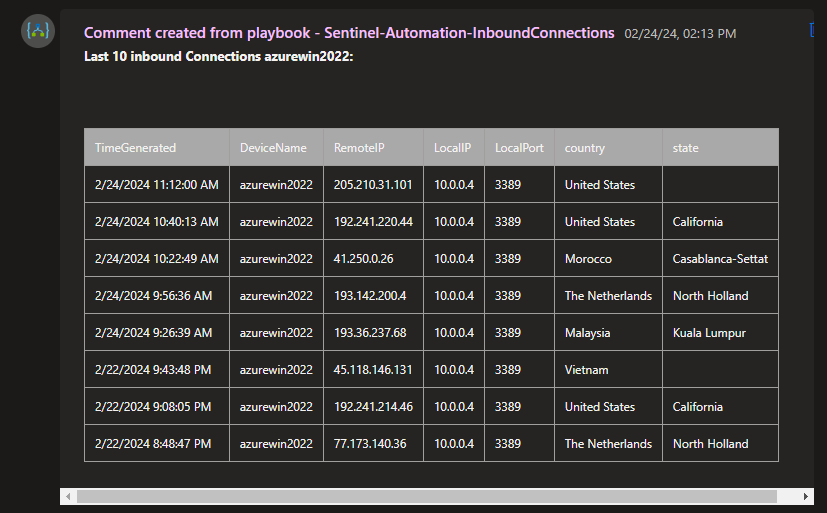 Comment created from playbook - Sentinel-Automation-InboundConnections 02/24/24, 02:13 PM
Last 10 inbound Connections azurewin2022:
TimeGenerated DeviceName RemoteIP LocalIP LocalPort country state
2/24/2024 11:12:00 AM azurewin2022 205.210.31.101 10.0.0.4 3389 United States
2/24/2024 10:40:13 AM azurewin2022 192.241.220.44 10.0.0.4 3389 United States California
2/24/2024 10:22:49 AM azurewin2022 41.250.0.26 10.0.0.4 3389 Morocco Casablanca-Settat
2/24/2024 9:56:36 AM azurewin2022 193.142.200.4 10.0.0.4 3389 The Netherlands North Holland
2/24/2024 9:26:39 AM azurewin2022 193.36.237.68 10.0.0.4 3389 Malaysia Kuala Lumpur
2/22/2024 9:43:48 PM azurewin2022 45.118.146.131 10.0.0.4 3389 Vietnam
2/22/2024 9:08:05 PM azurewin2022 192.241.214.46 10.0.0.4 3389 United States California
2/22/2024 8:48:47 PM azurewin2022 77.173.140.36 10.0.0.4 3389 The Netherlands North Holland